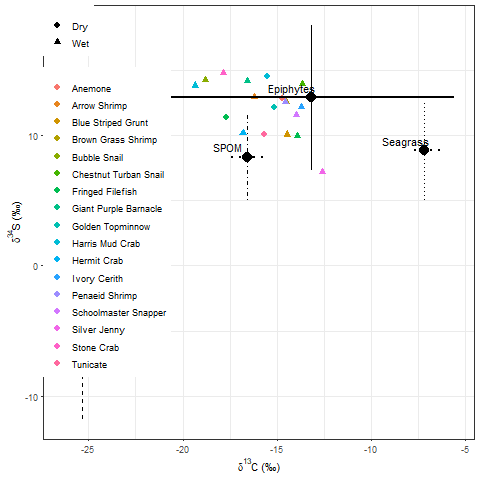 Dry
Wet
Anemone
Arrow Shrimp
Blue Striped Grunt
Brown Grass Shrimp
Bubble Snail
Chestnut Turban Snail
Fringed Filefish
Giant Purple Barnacle
Golden Topminnow
Harris Mud Crab
Hermit Crab
Ivory Cerith
Penaeid Shrimp
Schoolmaster Snapper
Silver Jenny
Stone Crab
Tunicate
Epiphytes
SPOM
Seagrass
10
0
-10
δ³⁴S (‰)
-25
-20
-15
-10
-5
δ¹³C (‰)